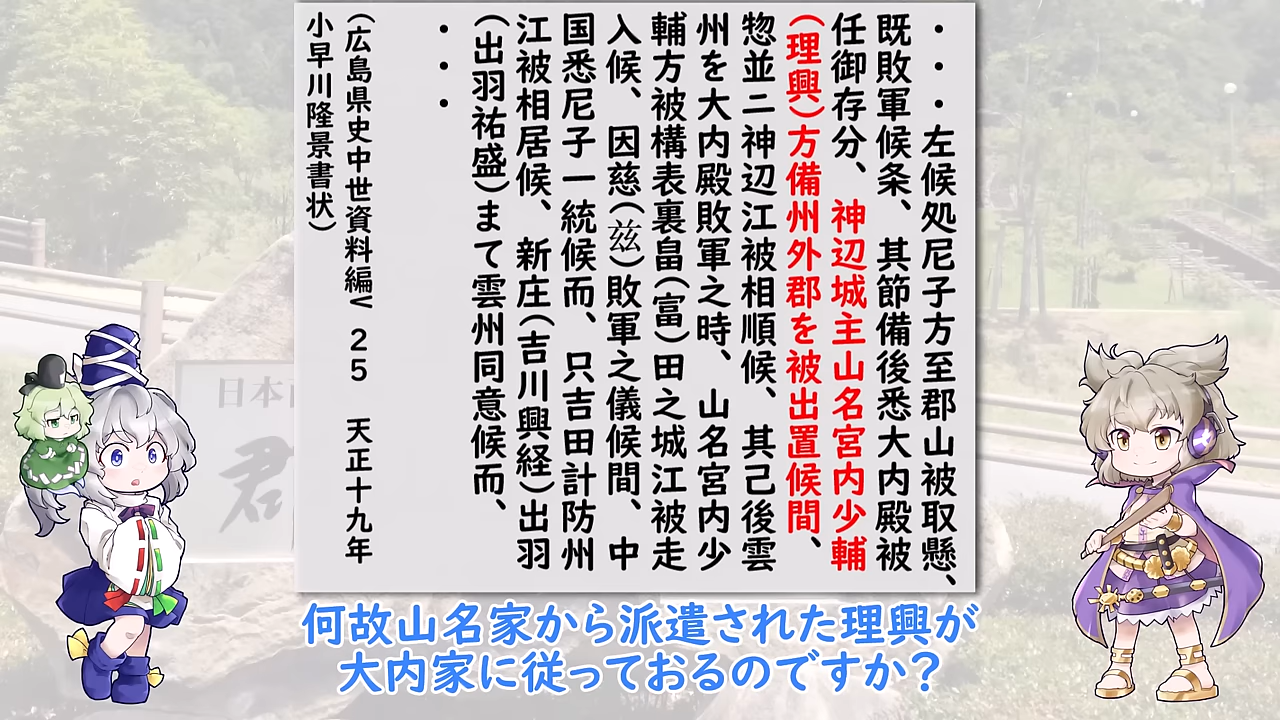 ・・・左候処尼子方至郡山被取懸、
既敗軍候条、其節備後悉大内殿被
任御存分、神辺城主山名宮内少輔
(理興)方備州外郡を被出置候間、
惣並二神辺江被相順候、其己後雲
州を大内殿敗軍之時、山名宮内少
輔方被構表裏畠(富)田之城江被走
入候、因慈(茲)敗軍之儀候間、中
国悉尼子一統候而、只吉田計防州
江被相居候、新庄(吉川興経)出羽
(出羽祐盛)まて雲州同意候而、
・・・
(広島県史中世資料編V 25 天正十九年
小早川隆景書状)
日本
君
何故山名家から派遣された理興が
大内家に従っておるのですか?